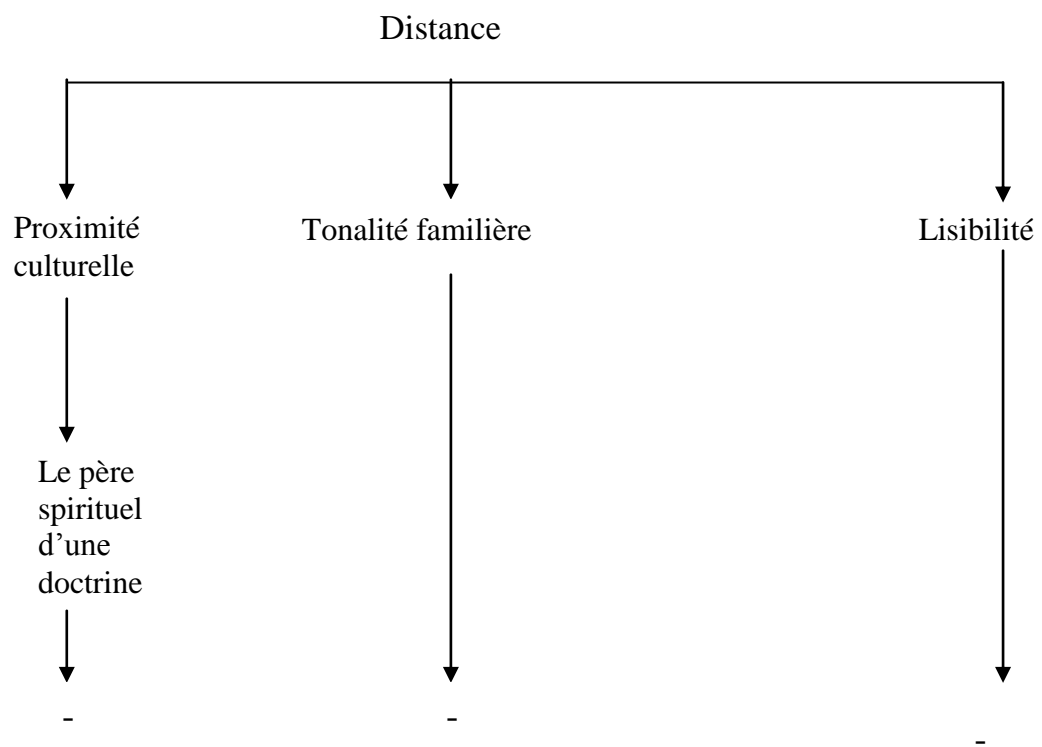 Distance
Proximité
culturelle
Tonalité familière
Lisibilité
Le père
spirituel
d’une
doctrine
-
-
-